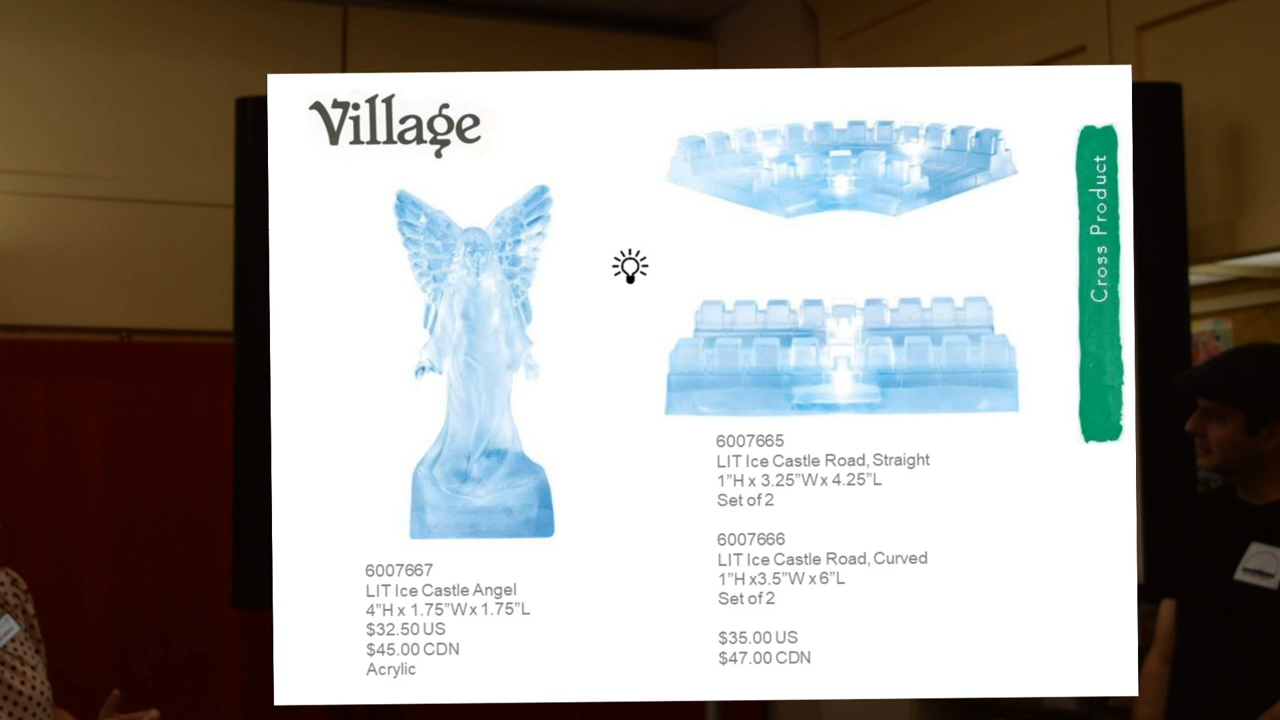 Village
Cross Product
6007665
LIT Ice Castle Road, Straight
1”H x 3.25”W x 4.25”L
Set of 2
6007666
LIT Ice Castle Road, Curved
1”H x3.5”W x 6”L
Set of 2
$35.00 US
$47.00 CDN
6007667
LIT Ice Castle Angel
4”H x 1.75”W x 1.75”L
$32.50 US
$45.00 CDN
Acrylic